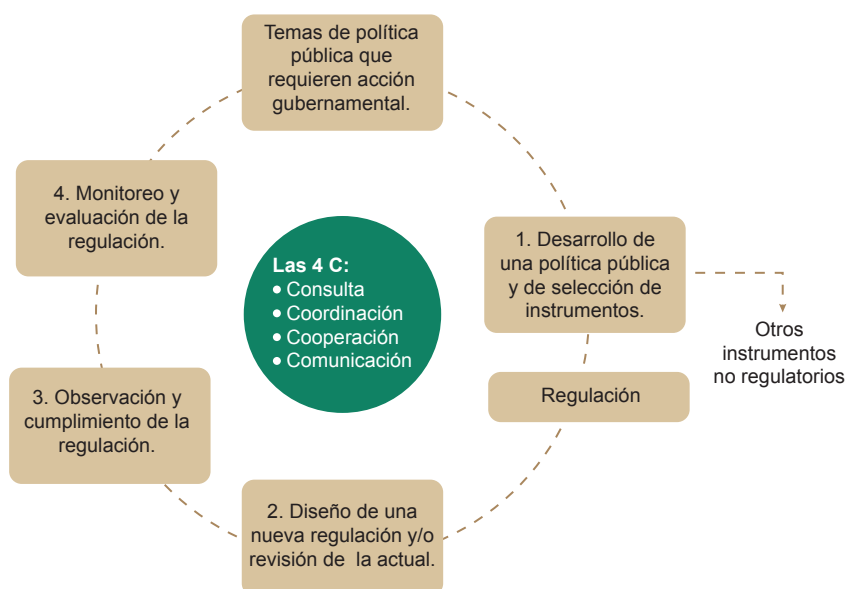 Temas de política
pública que
requieren acción
gubernamental.
1. Desarrollo de
una política pública
y de selección de
instrumentos.
Otros
instrumentos
no regulatorios
Regulación
2. Diseño de una
nueva regulación y/o
revisión de la actual.
3. Observación y
cumplimiento de la
regulación.
4. Monitoreo y
evaluación de la
regulación.
Las 4 C:
• Consulta
• Coordinación
• Cooperación
• Comunicación